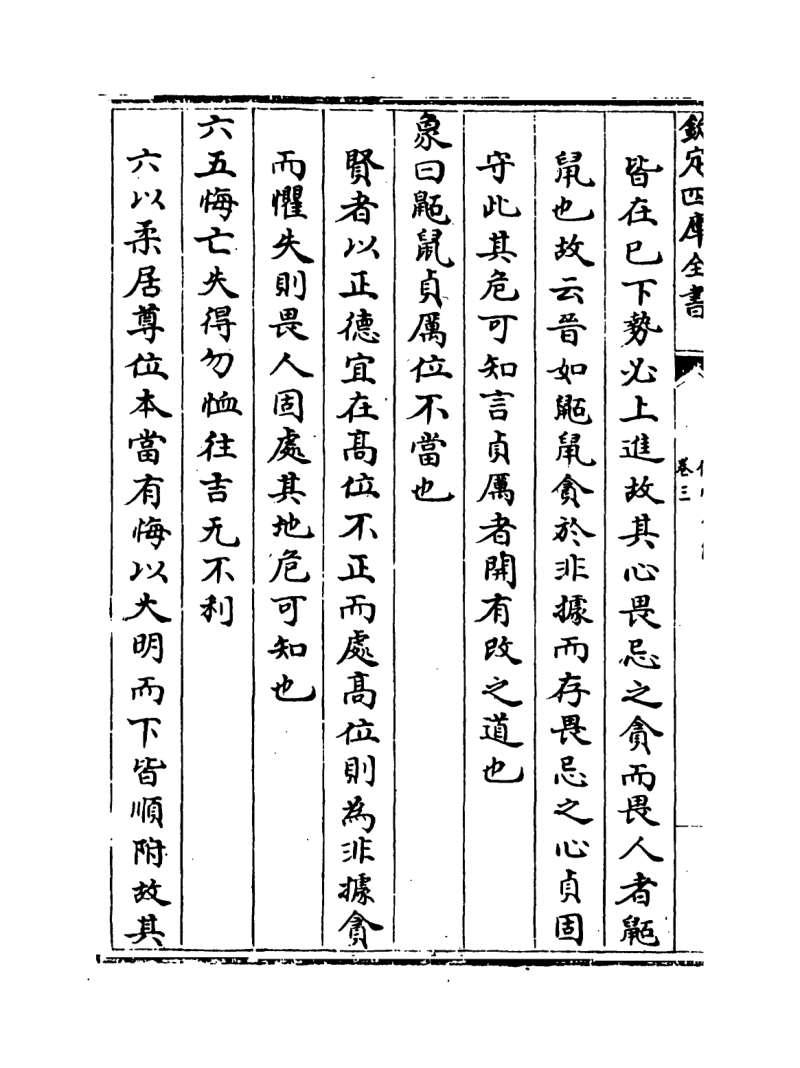 欽定四庫全書
卷三
皆在已下勢必上進故其心畏忌之貪而畏人者鼫
鼠也故云晉如鼫鼠貪於非據而存畏忌之心貞固
守此其危可知言貞厲者開有改之道也
象曰鼫鼠貞厲位不當也
賢者以正德宜在髙位不正而處髙位則為非據貪
而懼失則畏人固處其地危可知也
六五悔亡失得勿恤往吉无不利
六以柔居尊位本當有悔以大明而下皆順附故其